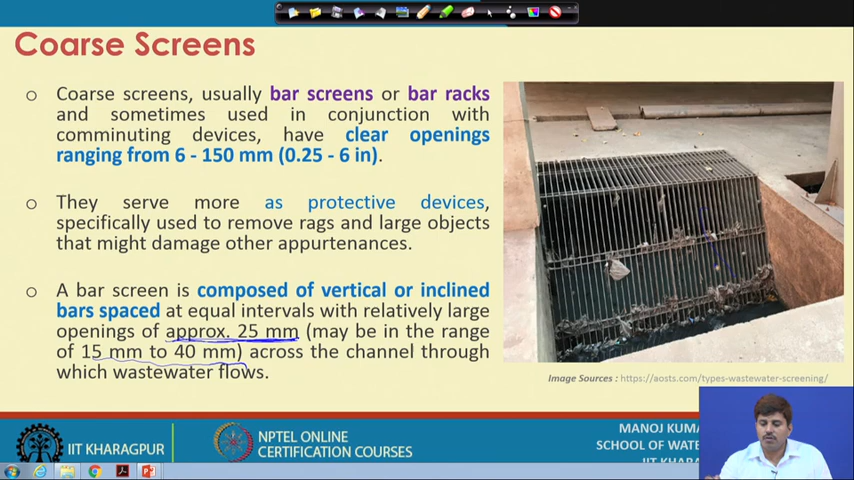 Coarse Screens
o Coarse screens, usually bar screens or bar racks
and sometimes used in conjunction with
comminuting devices, have clear openings
ranging from 6 - 150 mm (0.25 - 6 in).
o They serve more as protective devices,
specifically used to remove rags and large objects
that might damage other appurtenances.
o A bar screen is composed of vertical or inclined
bars spaced at equal intervals with relatively large
openings of approx. 25 mm (may be in the range
of 15 mm to 40 mm) across the channel through
which wastewater flows.
Image Sources : https://aosts.com/types-wastewater-screening/
IIT KHARAGPUR
NPTEL ONLINE
CERTIFICATION COURSES
MANOJ KUMA
SCHOOL OF WATE
IIT KHARA